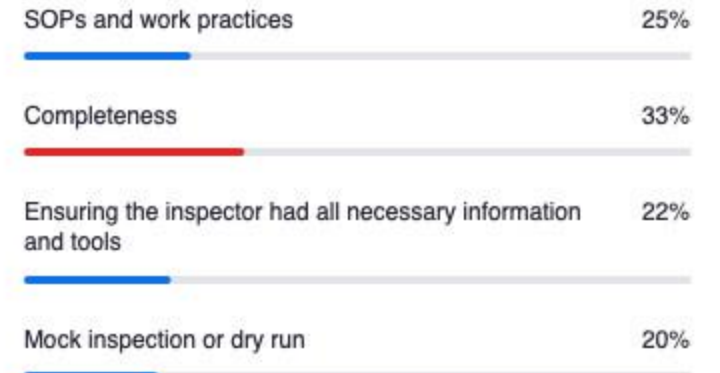 SOPs and work practices 25%
Completeness 33%
Ensuring the inspector had all necessary information 22%
and tools
Mock inspection or dry run 20%